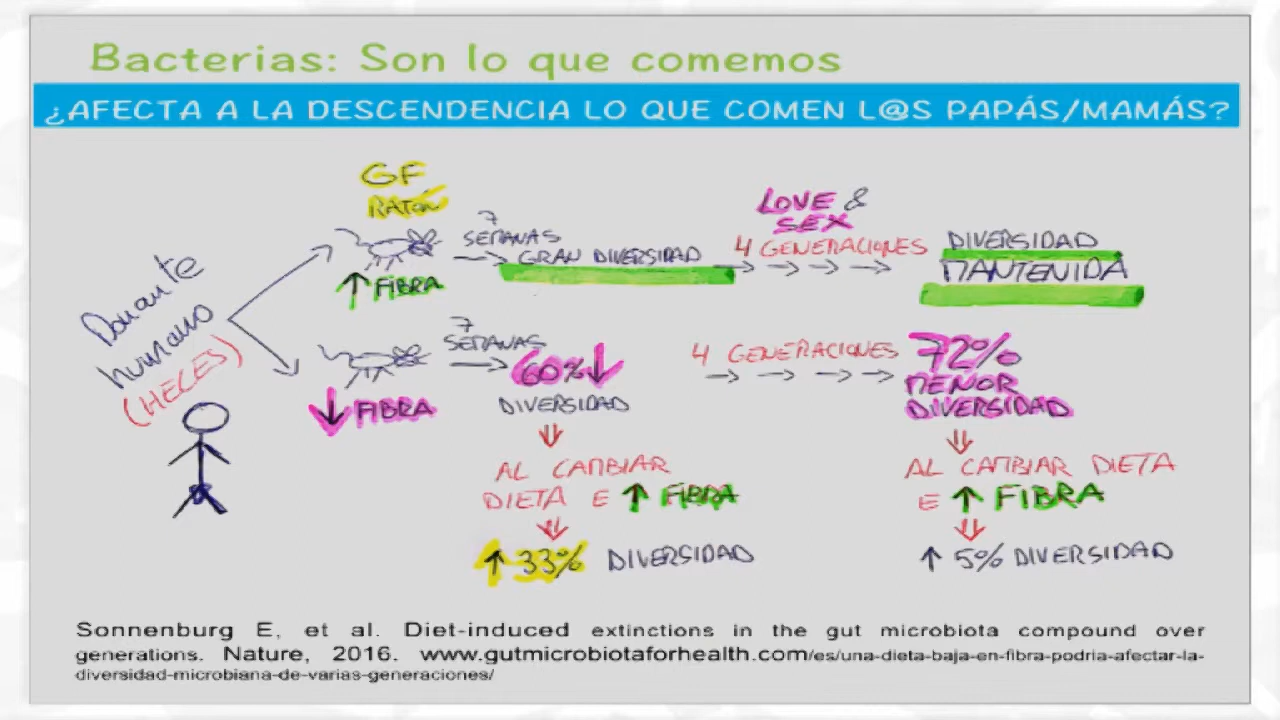 Bacterias: Son lo que comemos
¿AFECTA A LA DESCENDENCIA LO QUE COMEN L@S PAPÁS/MAMÁS?
Donante
humano
(HECES)
GF
RATÓN
↑ FIBRA
7
SEMANAS
GRAN DIVERSIDAD
LOVE &
SEX
4 GENERACIONES
DIVERSIDAD
MANTENIDA
↓ FIBRA
7
SEMANAS
60% ↓
DIVERSIDAD
AL CAMBIAR
DIETA E ↑ FIBRA
↑ 33% DIVERSIDAD
4 GENERACIONES
72%
MENOR
DIVERSIDAD
AL CAMBIAR DIETA
E ↑ FIBRA
↑ 5% DIVERSIDAD
Sonnenburg E, et al. Diet-induced extinctions in the gut microbiota compound over
generations. Nature, 2016. www.gutmicrobiotaforhealth.com/es/una-dieta-baja-en-fibra-podria-afectar-la-
diversidad-microbiana-de-varias-generaciones/